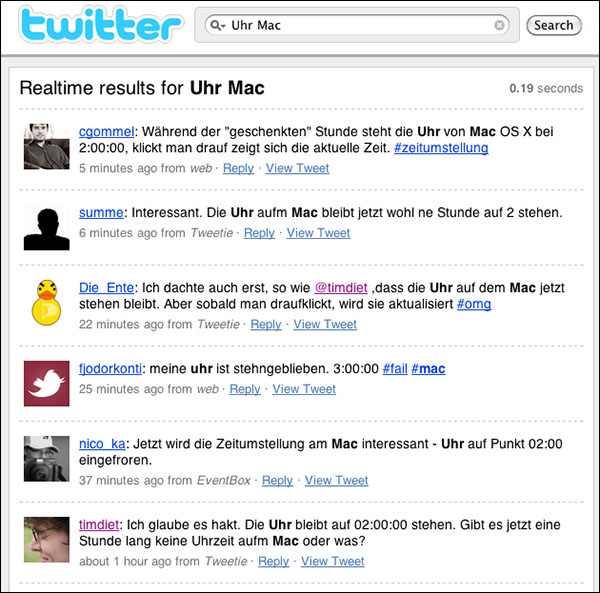 twitter
Uhr Mac
Search
Realtime results for Uhr Mac
0.19 seconds
cgommel: Während der "geschenkten" Stunde steht die Uhr von Mac OS X bei
2:00:00, klickt man drauf zeigt sich die aktuelle Zeit. #zeitumstellung
5 minutes ago from web · Reply · View Tweet
summe: Interessant. Die Uhr aufm Mac bleibt jetzt wohl ne Stunde auf 2 stehen.
6 minutes ago from Tweetie · Reply · View Tweet
Die_Ente: Ich dachte auch erst, so wie @timdiet ,dass die Uhr auf dem Mac jetzt
stehen bleibt. Aber sobald man draufklickt, wird sie aktualisiert #omg
22 minutes ago from Tweetie · Reply · View Tweet
fjodorkonti: meine uhr ist stehngeblieben. 3:00:00 #fail #mac
25 minutes ago from web · Reply · View Tweet
nico_ka: Jetzt wird die Zeitumstellung am Mac interessant - Uhr auf Punkt 02:00
eingefroren.
37 minutes ago from EventBox · Reply · View Tweet
timdiet: Ich glaube es hakt. Die Uhr bleibt auf 02:00:00 stehen. Gibt es jetzt eine
Stunde lang keine Uhrzeit aufm Mac oder was?
about 1 hour ago from Tweetie · Reply · View Tweet